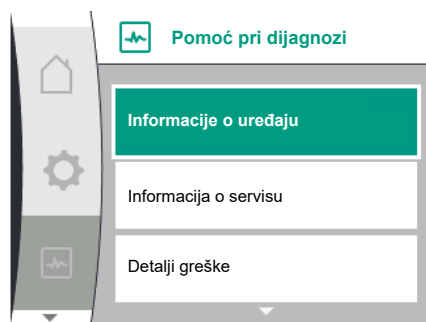 Pomoć pri dijagnozi
Informacije o uređaju
Informacija o servisu
Detalji greške